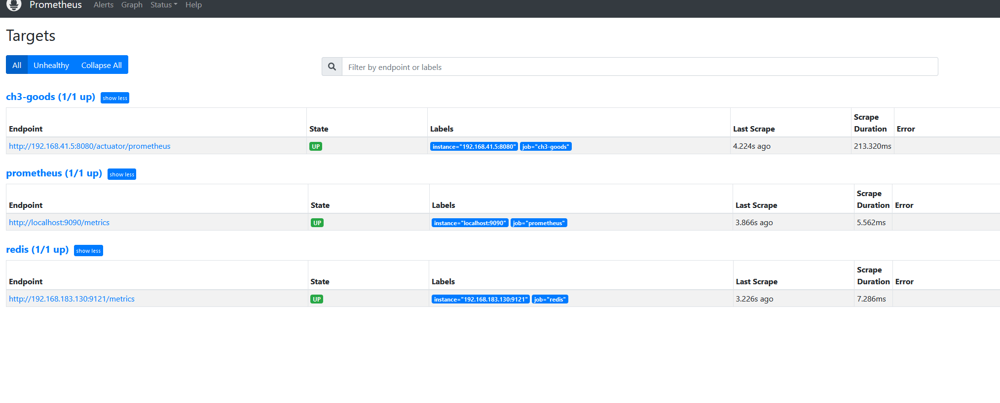 Prometheus Alerts Graph Status Help
Targets
All Unhealthy Collapse All
Filter by endpoint or labels
ch3-goods (1/1 up) show less
Endpoint State Labels Last Scrape Scrape Duration Error
http://192.168.41.5:8080/actuator/prometheus UP instance="192.168.41.5:8080" job="ch3-goods" 4.224s ago 213.320ms
prometheus (1/1 up) show less
Endpoint State Labels Last Scrape Scrape Duration Error
http://localhost:9090/metrics UP instance="localhost:9090" job="prometheus" 3.866s ago 5.562ms
redis (1/1 up) show less
Endpoint State Labels Last Scrape Scrape Duration Error
http://192.168.183.130:9121/metrics UP instance="192.168.183.130:9121" job="redis" 3.226s ago 7.286ms